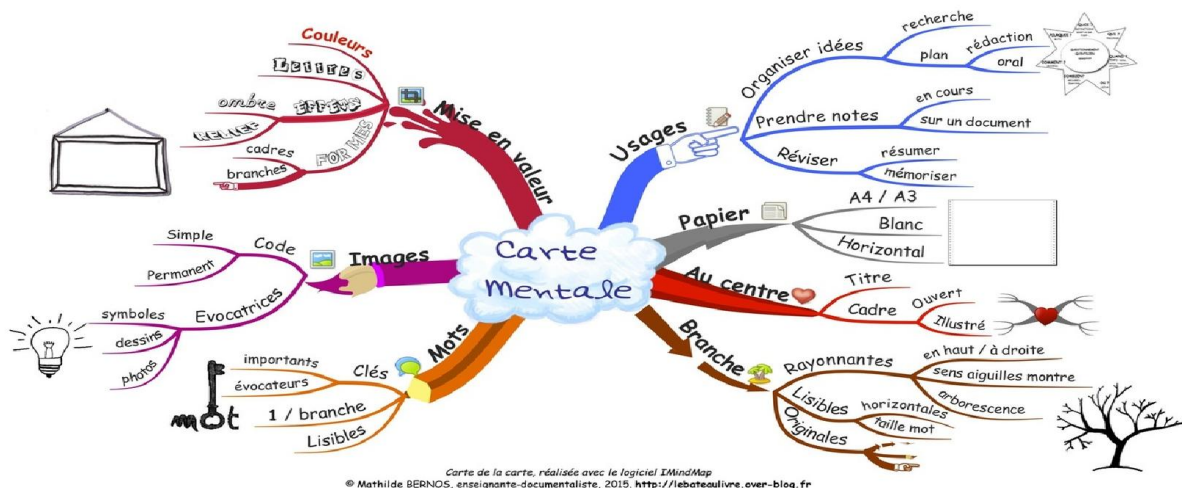 Carte
Mentale
Usages
Organiser idées
recherche
plan
rédaction
oral
Prendre notes
en cours
sur un document
Réviser
résumer
mémoriser
Papier
A4 / A3
Blanc
Horizontal
Au centre
Titre
Cadre
Ouvert
Illustré
Branche
Rayonnantes
en haut / à droite
sens aiguilles montre
arborescence
Lisibles
horizontales
taille mot
Originales
Mots
Clés
importants
évocateurs
1 / branche
Lisibles
mot
Images
Code
Simple
Permanent
Evocatrices
symboles
dessins
photos
Mise en valeur
Couleurs
Lettres
EFFETS
ombre
RELIEF
FORMES
cadres
branches
Carte de la carte, réalisée avec le logiciel IMindMap
© Mathilde BERNOS, enseignante-documentaliste, 2015, http://lebateaulivre.over-blog.fr